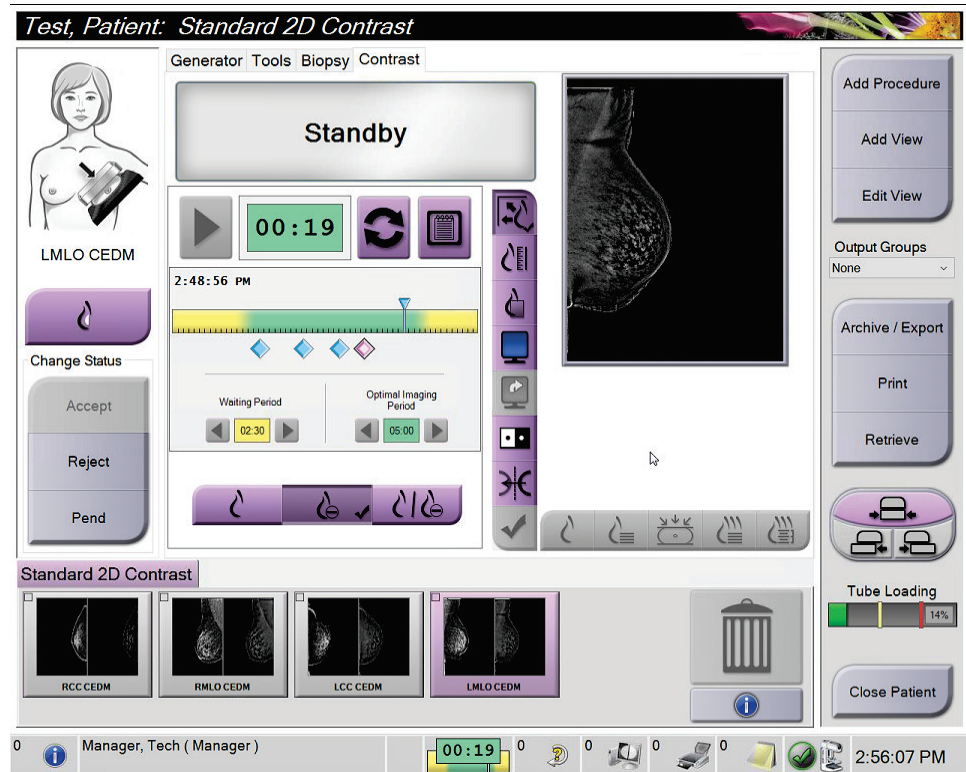 Test, Patient: Standard 2D Contrast
Generator Tools Biopsy Contrast
Standby
LMLO CEDM
Change Status
Accept
Reject
Pend
00:19
2:48:56 PM
Waiting Period
02:30
Optimal Imaging
Period
05:00
Add Procedure
Add View
Edit View
Output Groups
None
Archive / Export
Print
Retrieve
Tube Loading
14%
Close Patient
Standard 2D Contrast
RCC CEDM
RMLO CEDM
LCC CEDM
LMLO CEDM
0 Manager, Tech ( Manager ) 00:19 0 0 0 0 2:56:07 PM